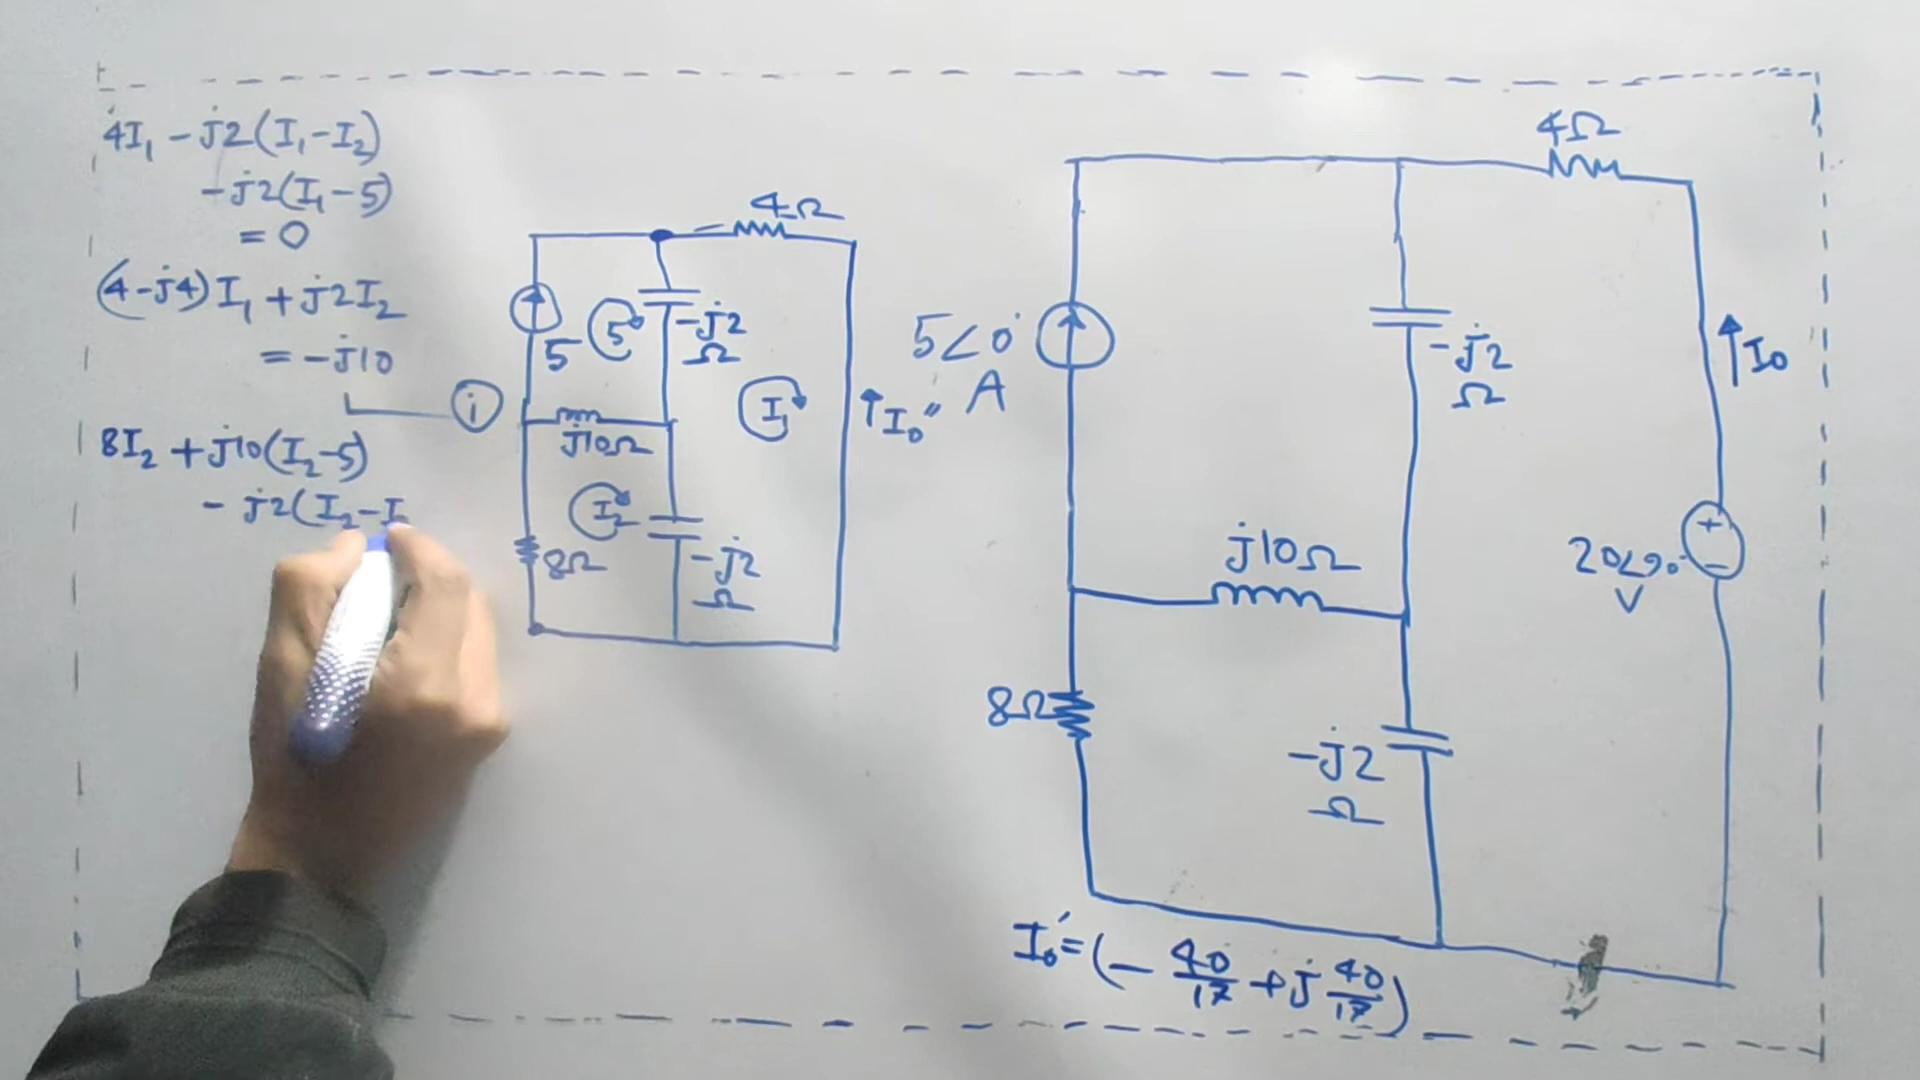 4I₁ - j2(I₁-I₂)
-j2(I₁-5)
= 0
(4-j4)I₁ + j2I₂
= -j10
i
8I₂ + j10(I₂-5)
- j2(I₂-I
4Ω
5
5
-j2
Ω
I₁
I₀″
j10Ω
I₂
8Ω
-j2
Ω
4Ω
5∠0°
A
-j2
Ω
I₀
j10Ω
+
-
20∠90°
V
8Ω
-j2
Ω
I₀′ = (- 40/17 + j 40/17)